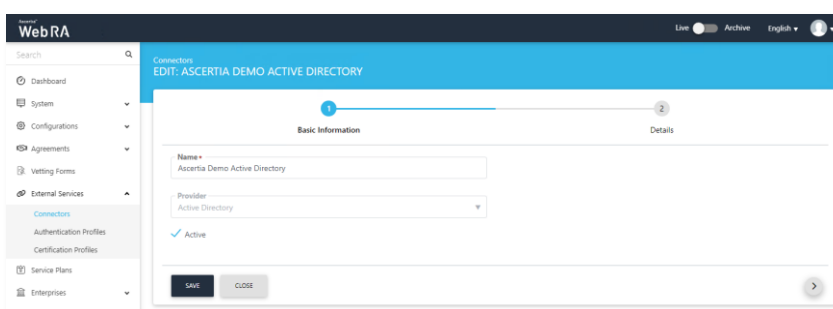 Ascertia
WebRA
Live Archive English
Search
Connectors
EDIT: ASCERTIA DEMO ACTIVE DIRECTORY
Dashboard
System
Configurations
Agreements
Vetting Forms
External Services
Connectors
Authentication Profiles
Certification Profiles
Service Plans
Enterprises
1
Basic Information
2
Details
Name*
Ascertia Demo Active Directory
Provider
Active Directory
Active
SAVE CLOSE